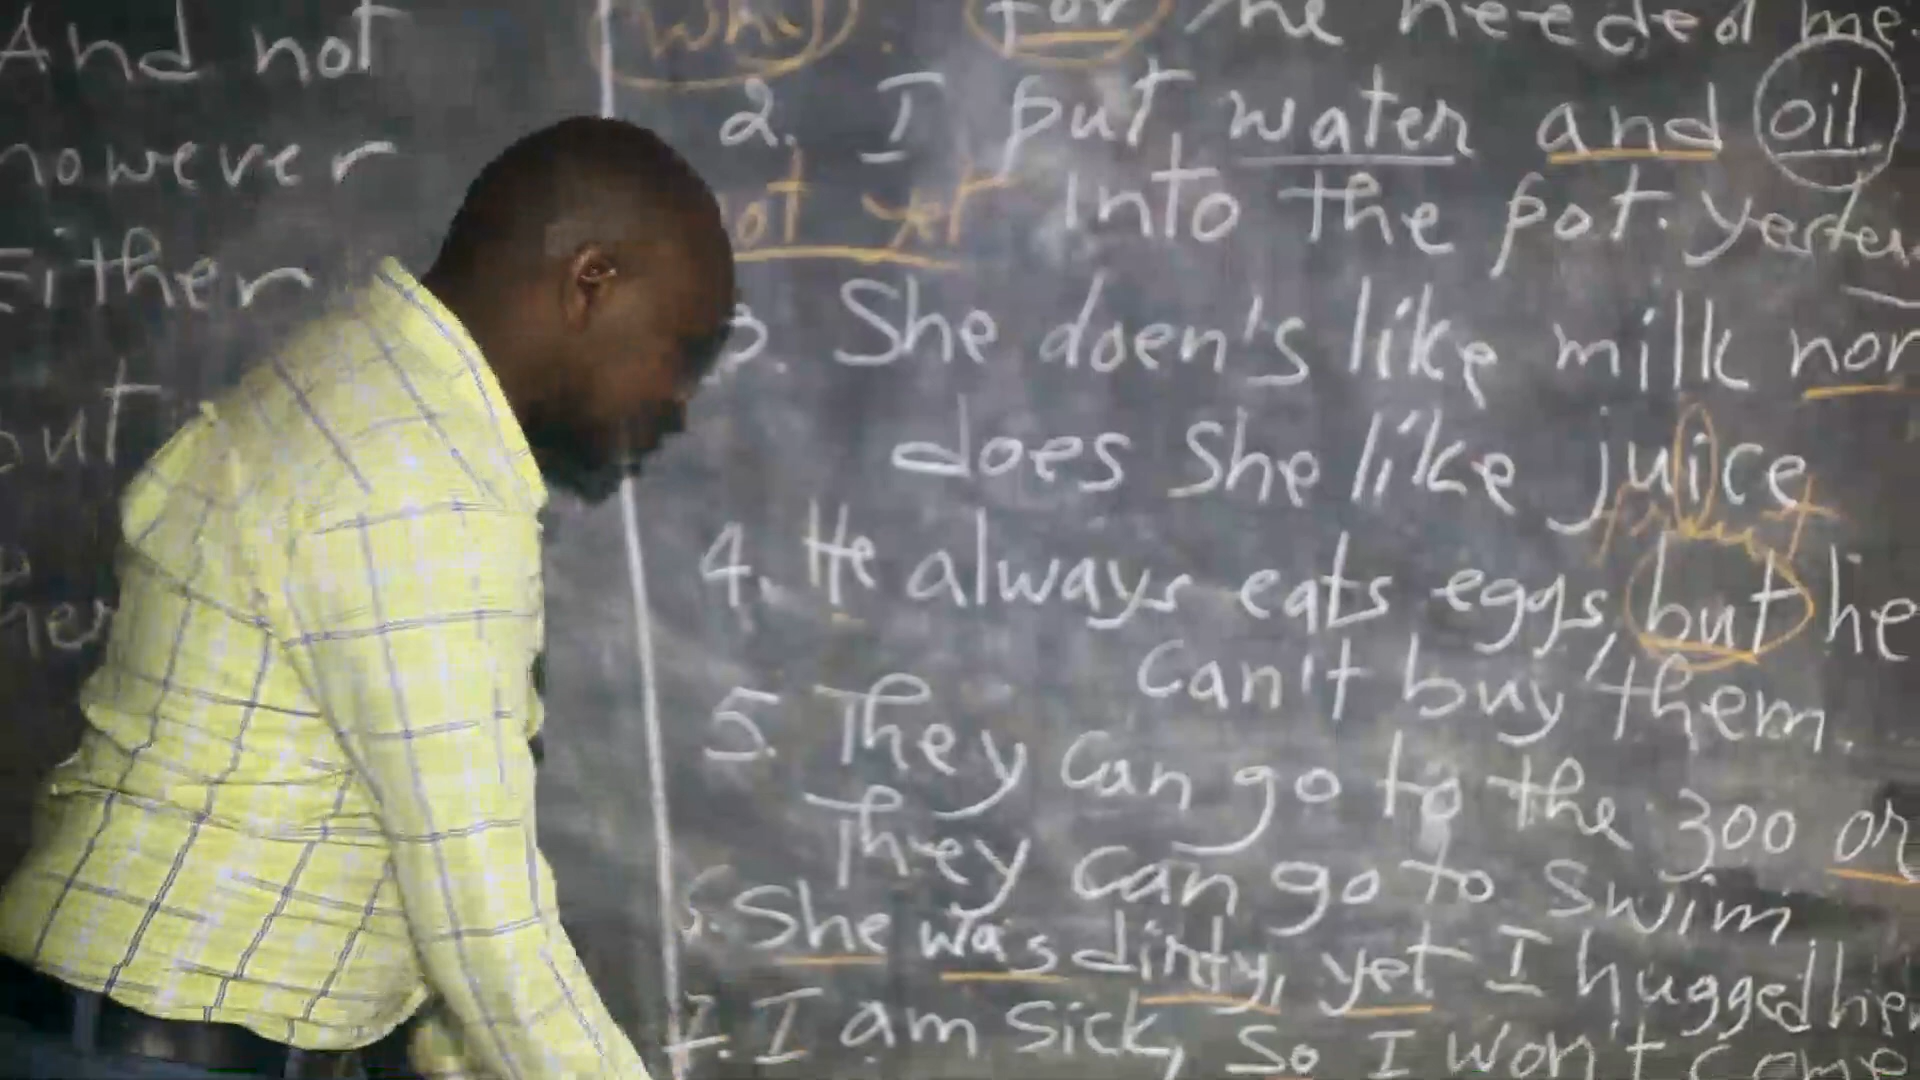 And not
however
Either
but
Why. For he needed me.
2. I put water and oil
not yet into the pot. yester
3. She doen's like milk nor
does she like juice
fruit
4. He always eats eggs, but he
can't buy them.
5. They can go to the zoo or
They can go to swim
6. She was dirty, yet I hugged her
7. I am sick, so I won't come